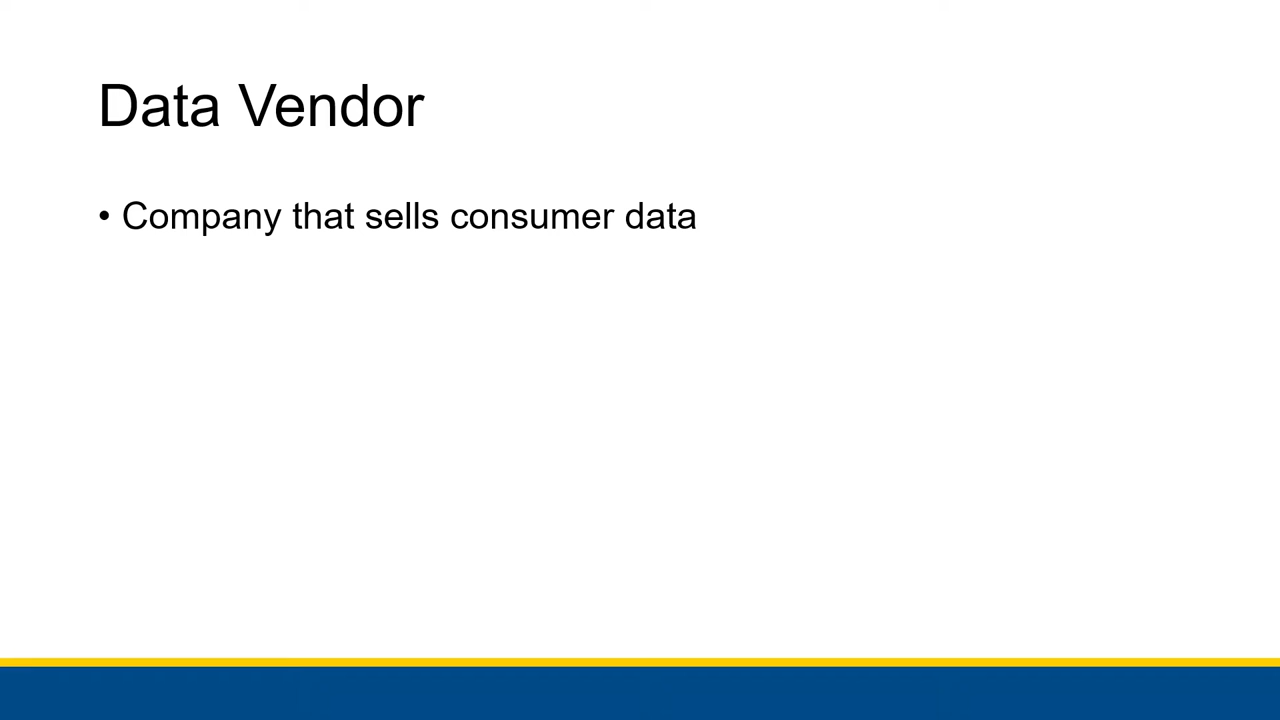 Data Vendor
• Company that sells consumer data